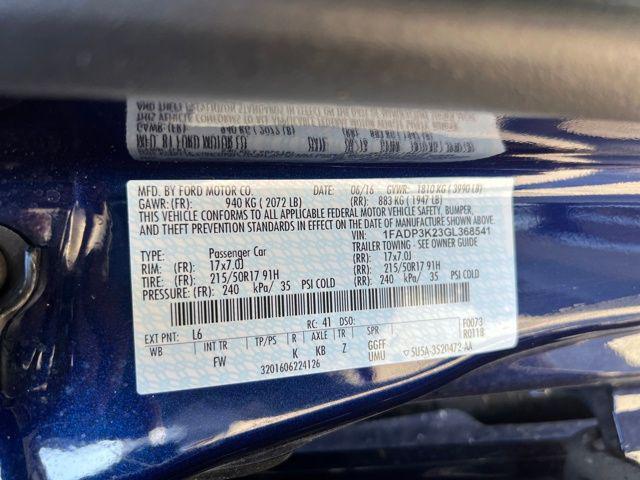 MFD. BY FORD MOTOR CO. DATE: 06/16 GVWR: 1810 KG ( 3990 LB)
GAWR: (FR): 940 KG ( 2072 LB) (RR): 883 KG ( 1947 LB)
THIS VEHICLE CONFORMS TO ALL APPLICABLE FEDERAL MOTOR VEHICLE SAFETY, BUMPER,
AND THEFT PREVENTION STANDARDS IN EFFECT ON THE DATE OF MANUFACTURE SHOWN ABOVE.
VIN: 1FADP3K23GL368541
TYPE: Passenger Car TRAILER TOWING - SEE OWNER GUIDE
RIM: (FR): 17x7.0J (RR): 17x7.0J
TIRE: (FR): 215/50R17 91H (RR): 215/50R17 91H
PRESSURE: (FR): 240 kPa/ 35 PSI COLD (RR): 240 kPa/ 35 PSI COLD
EXT PNT: L6 RC: 41 DSO: F0073
WB INT TR TP/PS R AXLE TR SPR R0118
FW K KB Z GGFF
UMU
3201606224126 5U5A-3520472-AA